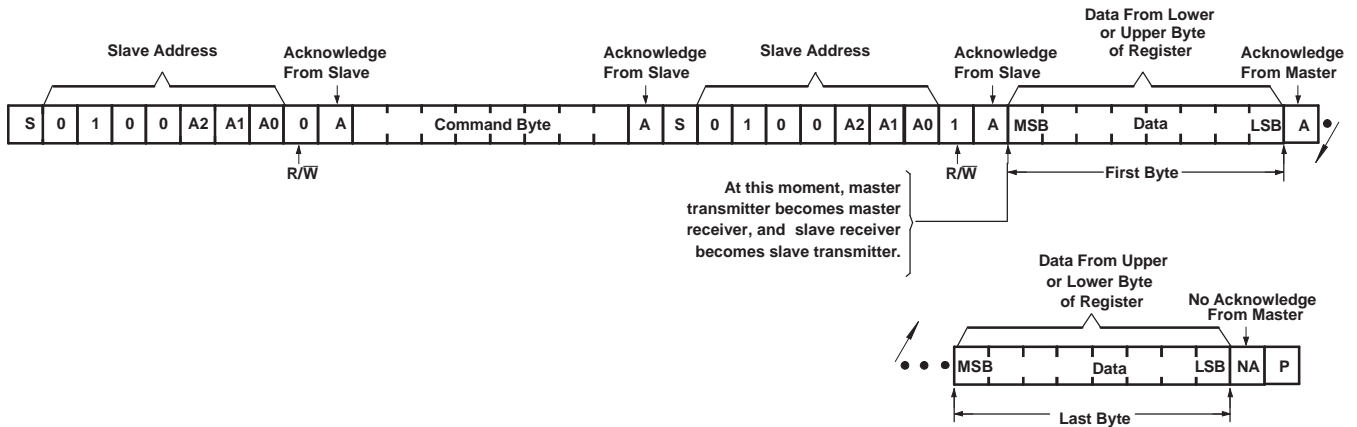 Slave Address
Acknowledge
From Slave
Acknowledge
From Slave
Slave Address
Acknowledge
From Slave
Data From Lower
or Upper Byte
of Register
Acknowledge
From Master
S 0 1 0 0 A2 A1 A0 0 A Command Byte A S 0 1 0 0 A2 A1 A0 1 A MSB Data LSB A
R/W̅
R/W̅
First Byte
At this moment, master
transmitter becomes master
receiver, and slave receiver
becomes slave transmitter.
Data From Upper
or Lower Byte
of Register
No Acknowledge
From Master
MSB Data LSB NA P
Last Byte